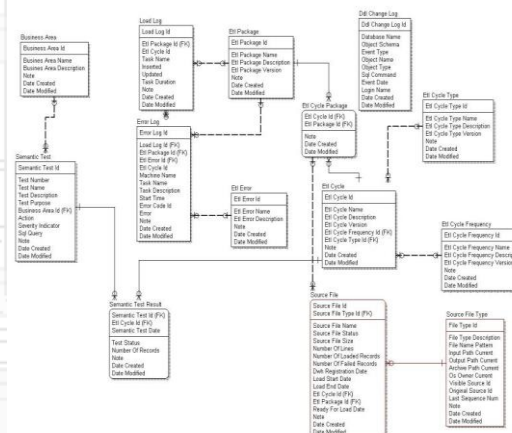 Business Area
Business Area Id
Busines Area Name
Busines Area Description
Note
Date Created
Date Modified
Semantic Test
Semantic Test Id
Test Number
Test Name
Test Description
Test Purpose
Business Area Id (FK)
Action
Severity Indicator
Sql Query
Note
Date Created
Date Modified
Semantic Test Result
Semantic Test Id (FK)
Etl Cycle Id (FK)
Semantic Test Date
Test Status
Number Of Records
Note
Date Created
Date Modified
Load Log
Load Log Id
Etl Package Id (FK)
Etl Cycle Id
Task Name
Inserted
Updated
Task Duration
Note
Date Created
Date Modified
Error Log
Error Log Id
Load Log Id (FK)
Etl Package Id (FK)
Etl Error Id (FK)
Etl Cycle Id
Machine Name
Task Name
Task Description
Start Time
Error Code Id
Error
Note
Date Created
Date Modified
Etl Package
Etl Package Id
Etl Package Name
Etl Package Description
Etl Package Version
Note
Date Created
Date Modified
Etl Error
Etl Error Id
Etl Error Name
Etl Error Description
Note
Date Created
Date Modified
Ddl Change Log
Ddl Change Log Id
Database Name
Object Schema
Event Type
Object Name
Object Type
Sql Command
Event Date
Login Name
Date Created
Date Modified
Etl Cycle Package
Etl Cycle Id (FK)
Etl Package Id (FK)
Note
Date Created
Date Modified
Etl Cycle Type
Etl Cycle Type Id
Etl Cycle Type Name
Etl Cycle Type Description
Etl Cycle Type Version
Note
Date Created
Date Modified
Etl Cycle
Etl Cycle Id
Etl Cycle Name
Etl Cycle Description
Etl Cycle Version
Etl Cycle Frequency Id (FK)
Etl Cycle Type Id (FK)
Note
Date Created
Date Modified
Etl Cycle Frequency
Etl Cycle Frequency Id
Etl Cycle Frequency Name
Etl Cycle Frequency Descrip
Etl Cycle Frequency Version
Note
Date Created
Date Modified
Source File
Source File Id
Source File Type Id (FK)
Source File Name
Source File Status
Source File Size
Number Of Lines
Number Of Loaded Records
Number Of Failed Records
Dwh Registration Date
Load Start Date
Load End Date
Etl Cycle Id (FK)
Etl Package Id (FK)
Ready For Load Date
Note
Date Created
Date Modified
Source File Type
File Type Id
File Type Description
File Name Pattern
Input Path Current
Output Path Current
Archive Path Current
Os Owner Current
Visible Source Id
Original Source Id
Last Sequence Num
Note
Date Created
Date Modified